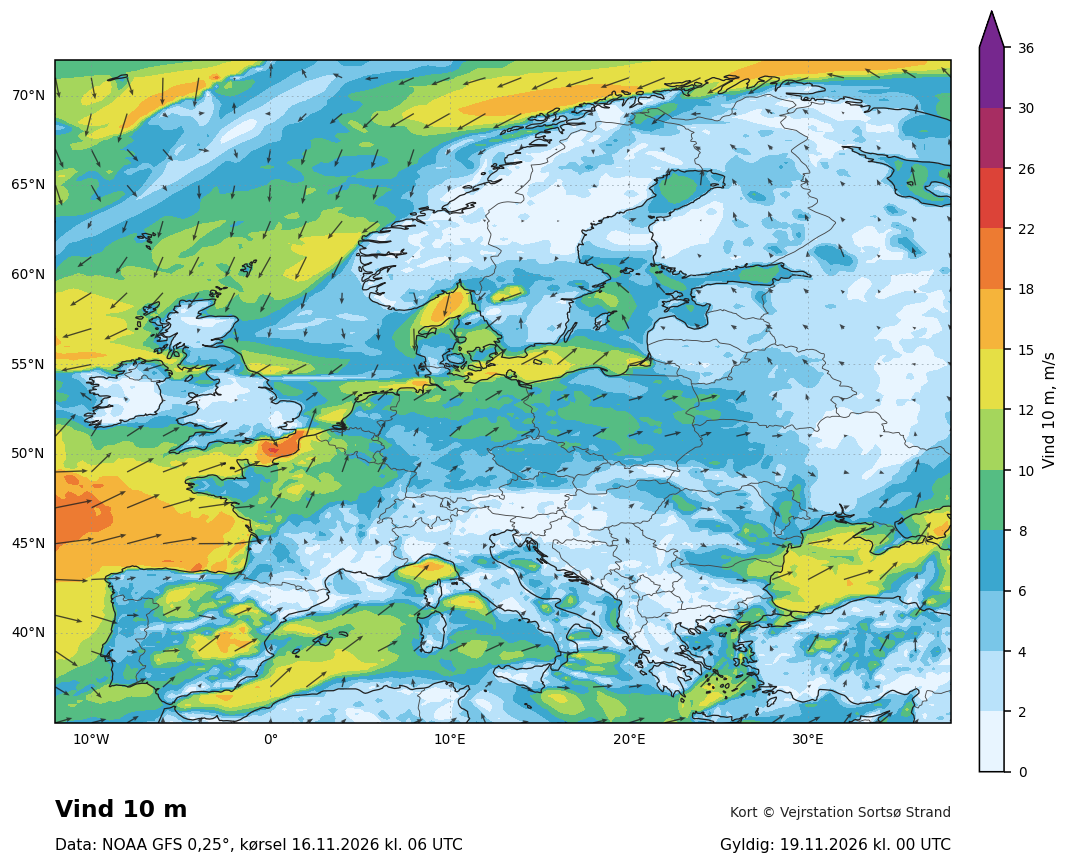 36
30
26
22
18
15
12
10
8
6
4
2
0
Vind 10 m, m/s
70°N
65°N
60°N
55°N
50°N
45°N
40°N
10°W
0°
10°E
20°E
30°E
Vind 10 m
Kort © Vejrstation Sortsø Strand
Data: NOAA GFS 0,25°, kørsel 16.11.2026 kl. 06 UTC
Gyldig: 19.11.2026 kl. 00 UTC